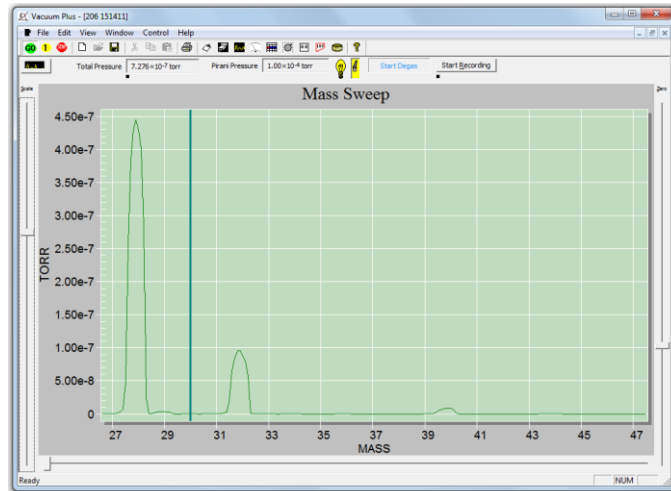 Vacuum Plus - [206 151411]
File Edit View Window Control Help
GO 1 STOP
Total Pressure 7.276×10-⁷ torr Pirani Pressure 1.00×10-⁴ torr Start Degas Start Recording
Scale
Zero
Mass Sweep
4.50e-7
4.00e-7
3.50e-7
3.00e-7
2.50e-7
2.00e-7
1.50e-7
1.00e-7
5.00e-8
0
TORR
27 29 31 33 35 37 39 41 43 45 47
MASS
Ready
NUM